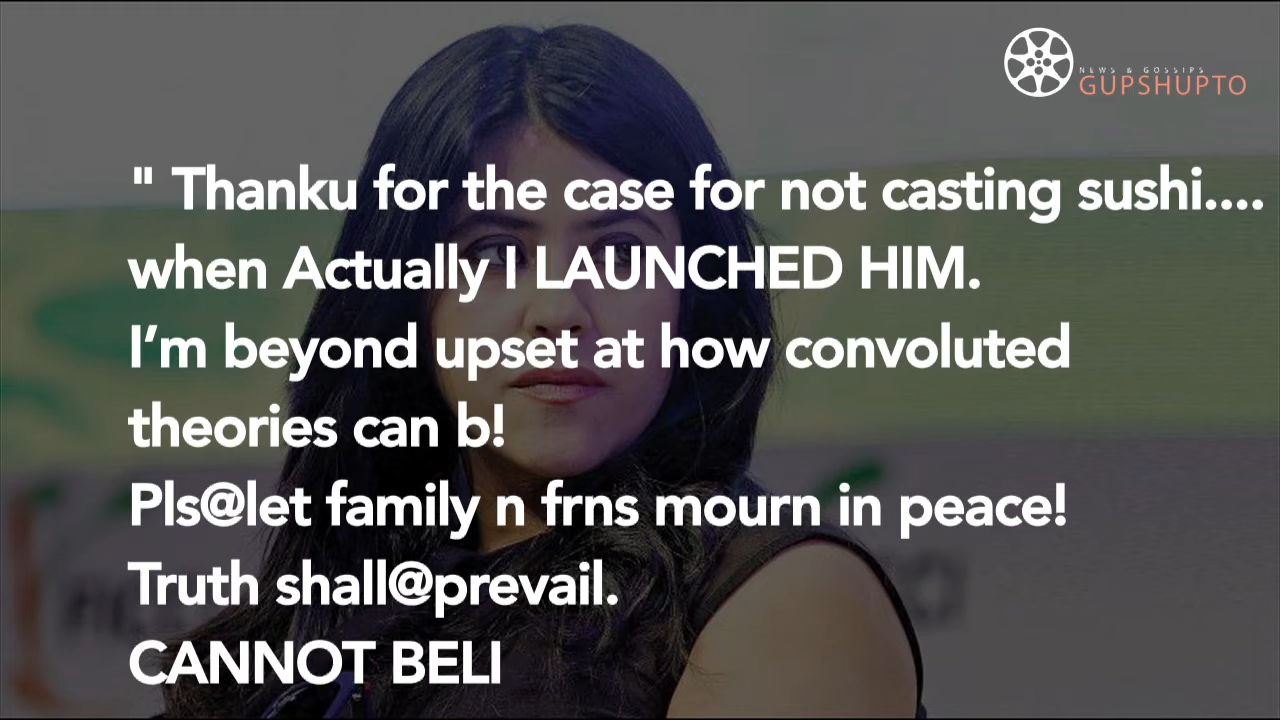 NEWS & GOSSIPS
GUPSHUPTO
" Thanku for the case for not casting sushi....
when Actually I LAUNCHED HIM.
I’m beyond upset at how convoluted
theories can b!
Pls@let family n frns mourn in peace!
Truth shall@prevail.
CANNOT BELI